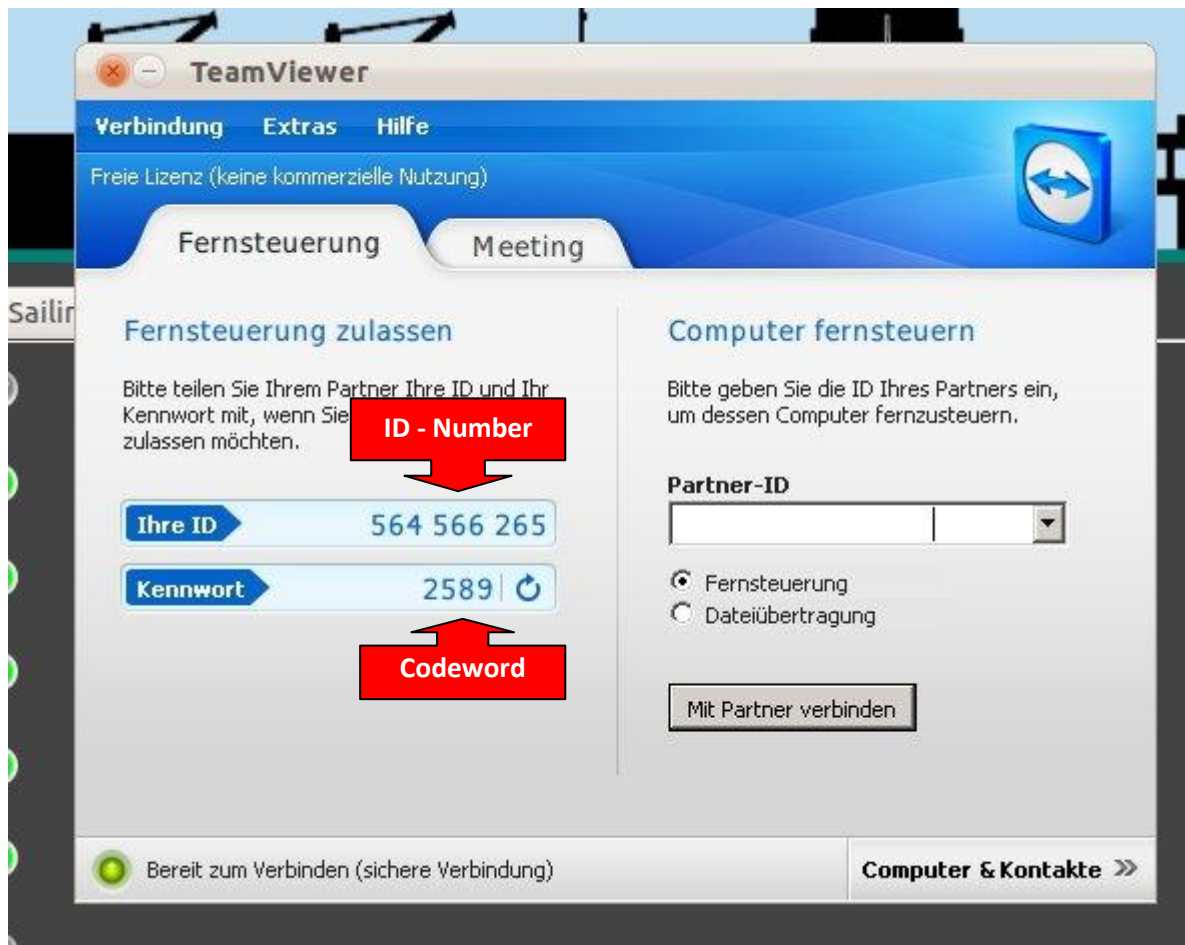 TeamViewer
Verbindung Extras Hilfe
Freie Lizenz (keine kommerzielle Nutzung)
Fernsteuerung Meeting
Fernsteuerung zulassen
Bitte teilen Sie Ihrem Partner Ihre ID und Ihr
Kennwort mit, wenn Sie
zulassen möchten.
ID - Number
Ihre ID 564 566 265
Kennwort 2589
Codeword
Computer fernsteuern
Bitte geben Sie die ID Ihres Partners ein,
um dessen Computer fernzusteuern.
Partner-ID
Fernsteuerung
Dateiübertragung
Mit Partner verbinden
Bereit zum Verbinden (sichere Verbindung)
Computer & Kontakte